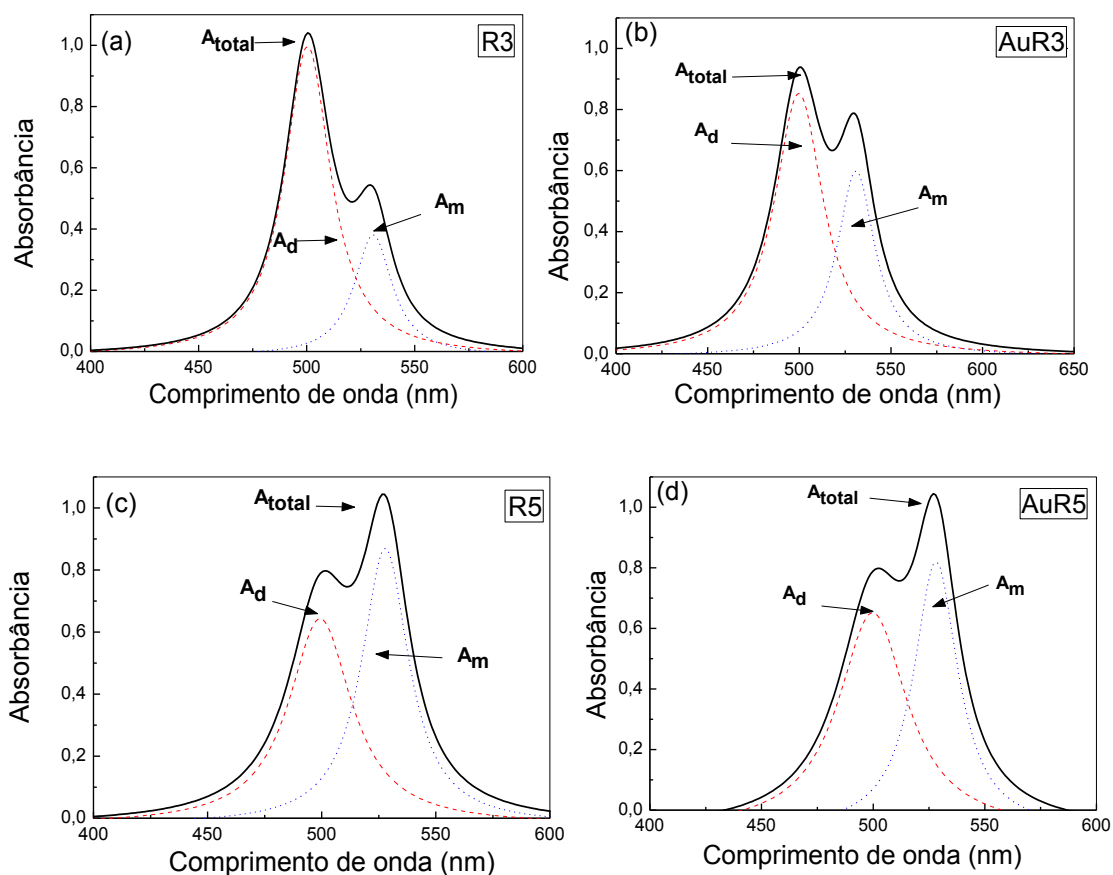 (a)
R3
A_total
A_d
A_m
Absorbância
1,0
0,8
0,6
0,4
0,2
0,0
400 450 500 550 600
Comprimento de onda (nm)
(b)
AuR3
A_total
A_d
A_m
Absorbância
1,0
0,8
0,6
0,4
0,2
0,0
400 450 500 550 600 650
Comprimento de onda (nm)
(c)
R5
A_total
A_d
A_m
Absorbância
1,0
0,8
0,6
0,4
0,2
0,0
400 450 500 550 600
Comprimento de onda (nm)
(d)
AuR5
A_total
A_d
A_m
Absorbância
1,0
0,8
0,6
0,4
0,2
0,0
400 450 500 550 600
Comprimento de onda (nm)